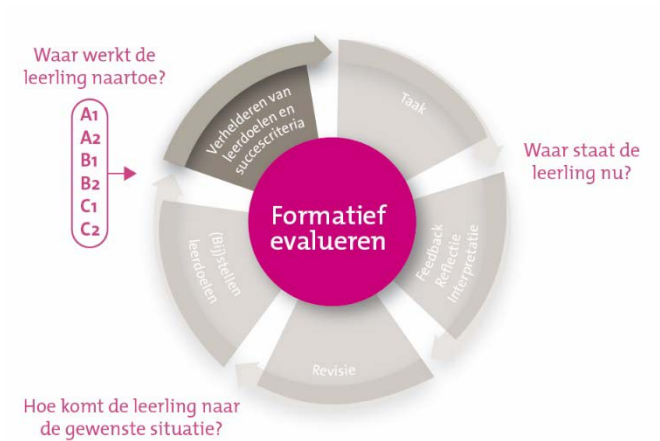 Waar werkt de
leerling naartoe?
A1
A2
B1
B2
C1
C2
Verhelderen van
leerdoelen en
succescriteria
Taak
Waar staat de
leerling nu?
Formatief
evalueren
Feedback
Reflectie
Interpretatie
(Bij)stellen
leerdoelen
Revisie
Hoe komt de leerling naar
de gewenste situatie?